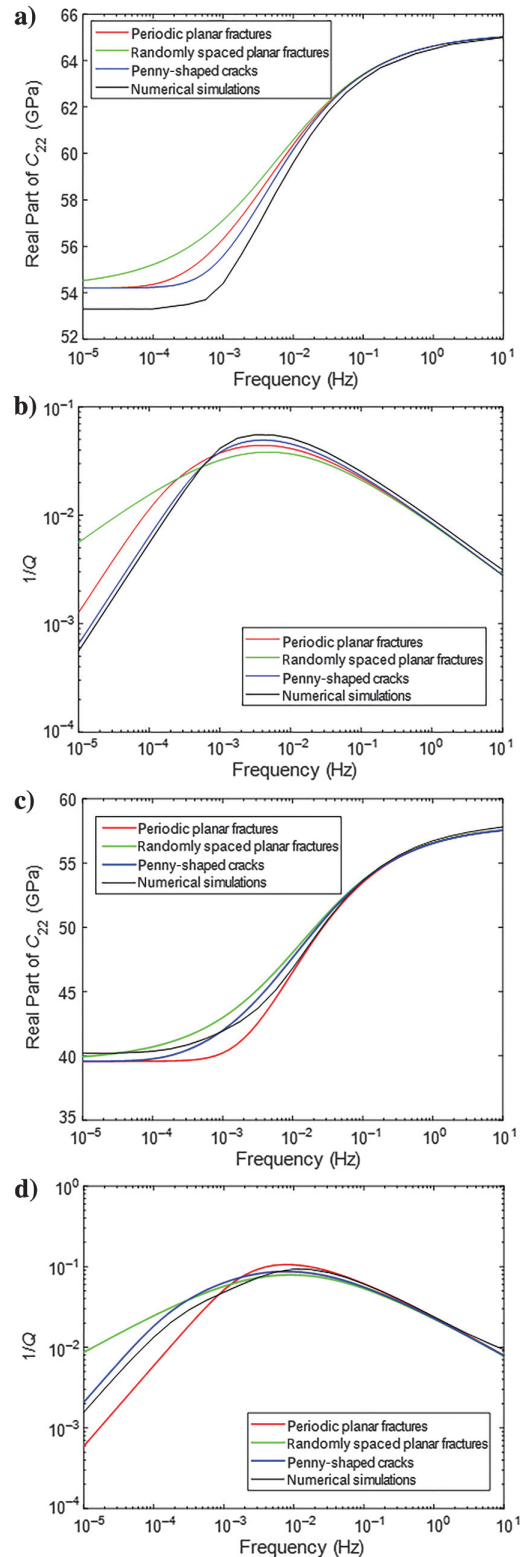 a)
66
64
62
60
58
56
54
52
Real Part of C22 (GPa)
Periodic planar fractures
Randomly spaced planar fractures
Penny-shaped cracks
Numerical simulations
10−5 10−4 10−3 10−2 10−1 100 101
Frequency (Hz)
b)
10−1
10−2
10−3
10−4
1/Q
Periodic planar fractures
Randomly spaced planar fractures
Penny-shaped cracks
Numerical simulations
10−5 10−4 10−3 10−2 10−1 100 101
Frequency (Hz)
c)
60
55
50
45
40
35
Real Part of C22 (GPa)
Periodic planar fractures
Randomly spaced planar fractures
Penny-shaped cracks
Numerical simulations
10−5 10−4 10−3 10−2 10−1 100 101
Frequency (Hz)
d)
100
10−1
10−2
10−3
10−4
1/Q
Periodic planar fractures
Randomly spaced planar fractures
Penny-shaped cracks
Numerical simulations
10−5 10−4 10−3 10−2 10−1 100 101
Frequency (Hz)